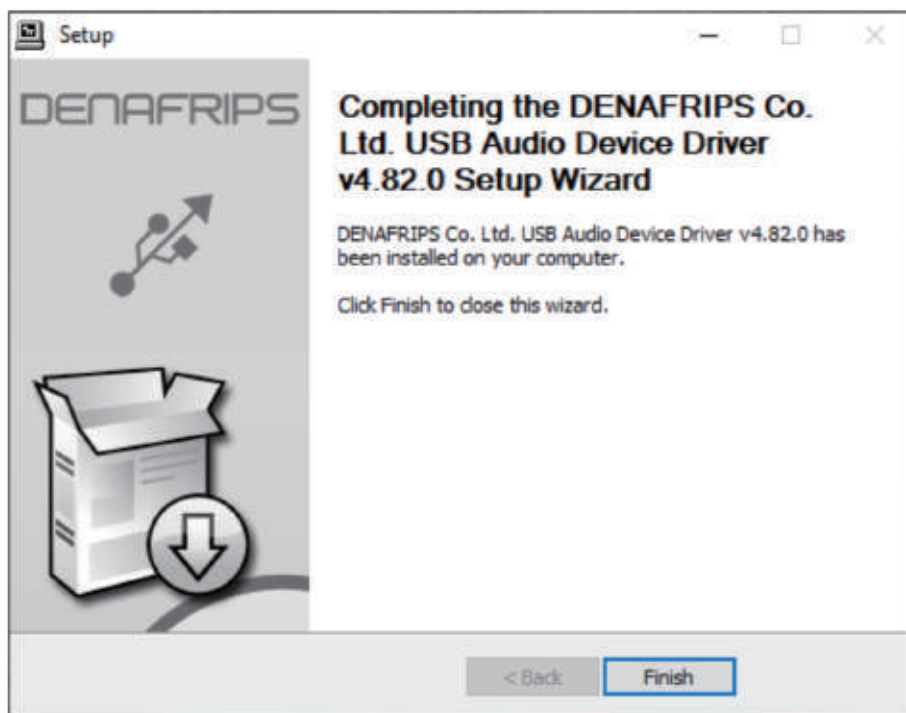 Setup
DENAFRIPS
Completing the DENAFRIPS Co.
Ltd. USB Audio Device Driver
v4.82.0 Setup Wizard
DENAFRIPS Co. Ltd. USB Audio Device Driver v4.82.0 has
been installed on your computer.
Click Finish to close this wizard.
< Back
Finish